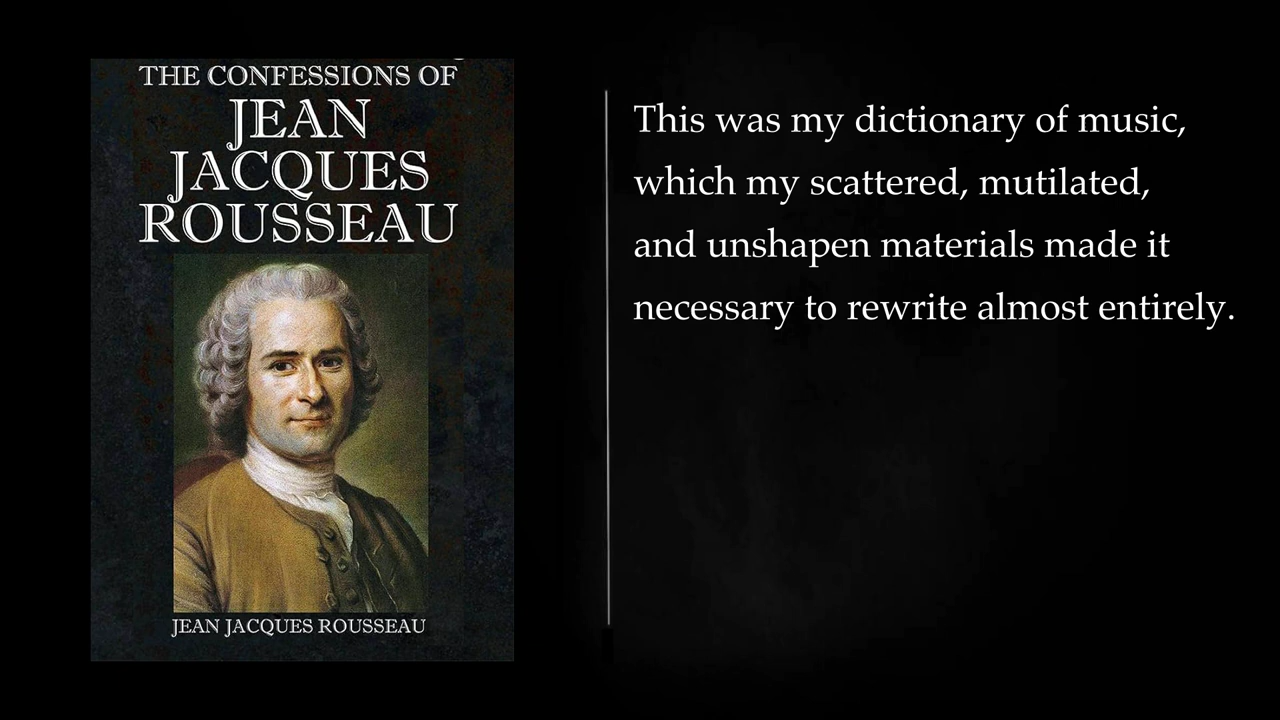 THE CONFESSIONS OF
JEAN
JACQUES
ROUSSEAU
JEAN JACQUES ROUSSEAU
This was my dictionary of music,
which my scattered, mutilated,
and unshapen materials made it
necessary to rewrite almost entirely.